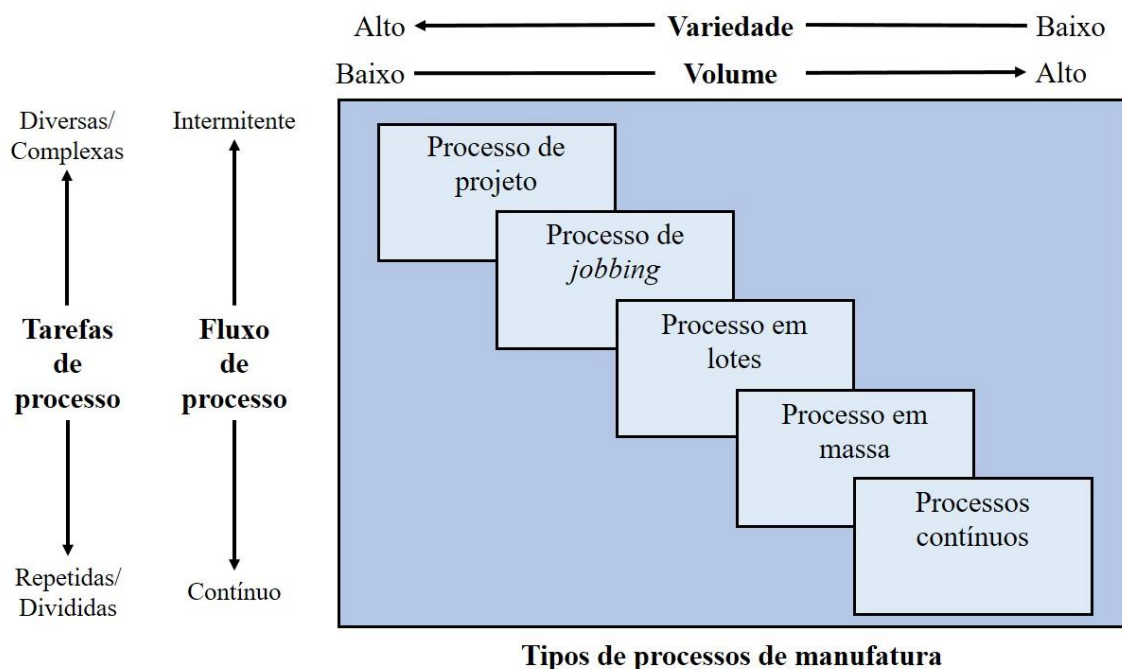 Alto Variedade Baixo
Baixo Volume Alto
Diversas/
Complexas
Intermitente
Tarefas
de
processo
Fluxo
de
processo
Repetidas/
Divididas
Contínuo
Processo de
projeto
Processo de
jobbing
Processo em
lotes
Processo em
massa
Processos
contínuos
Tipos de processos de manufatura